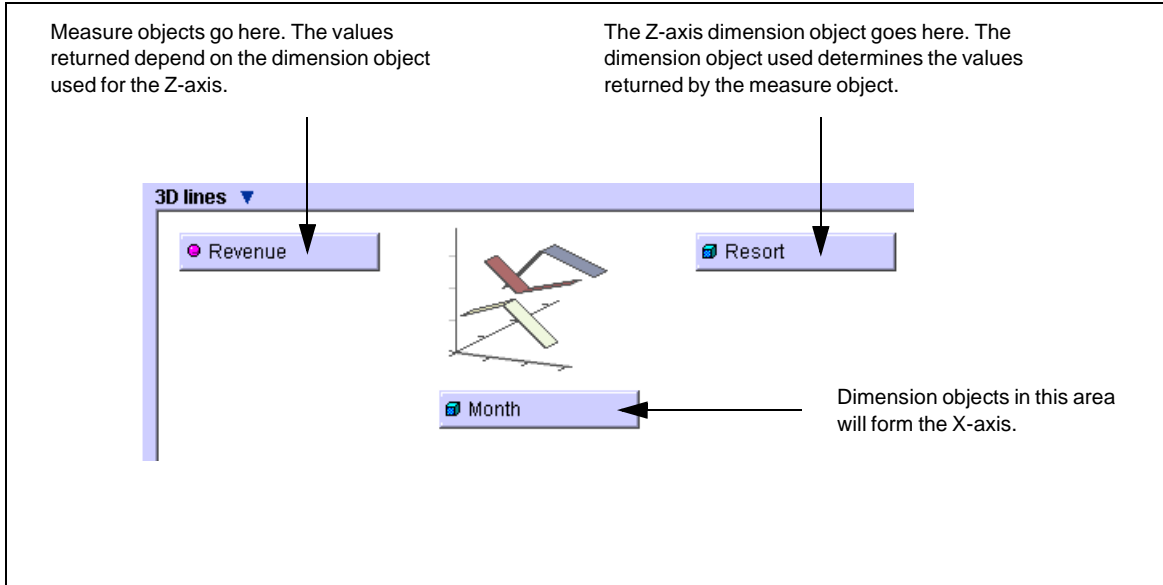 Measure objects go here. The values
returned depend on the dimension object
used for the Z-axis.
The Z-axis dimension object goes here. The
dimension object used determines the values
returned by the measure object.
3D lines
Revenue
Resort
Month
Dimension objects in this area
will form the X-axis.